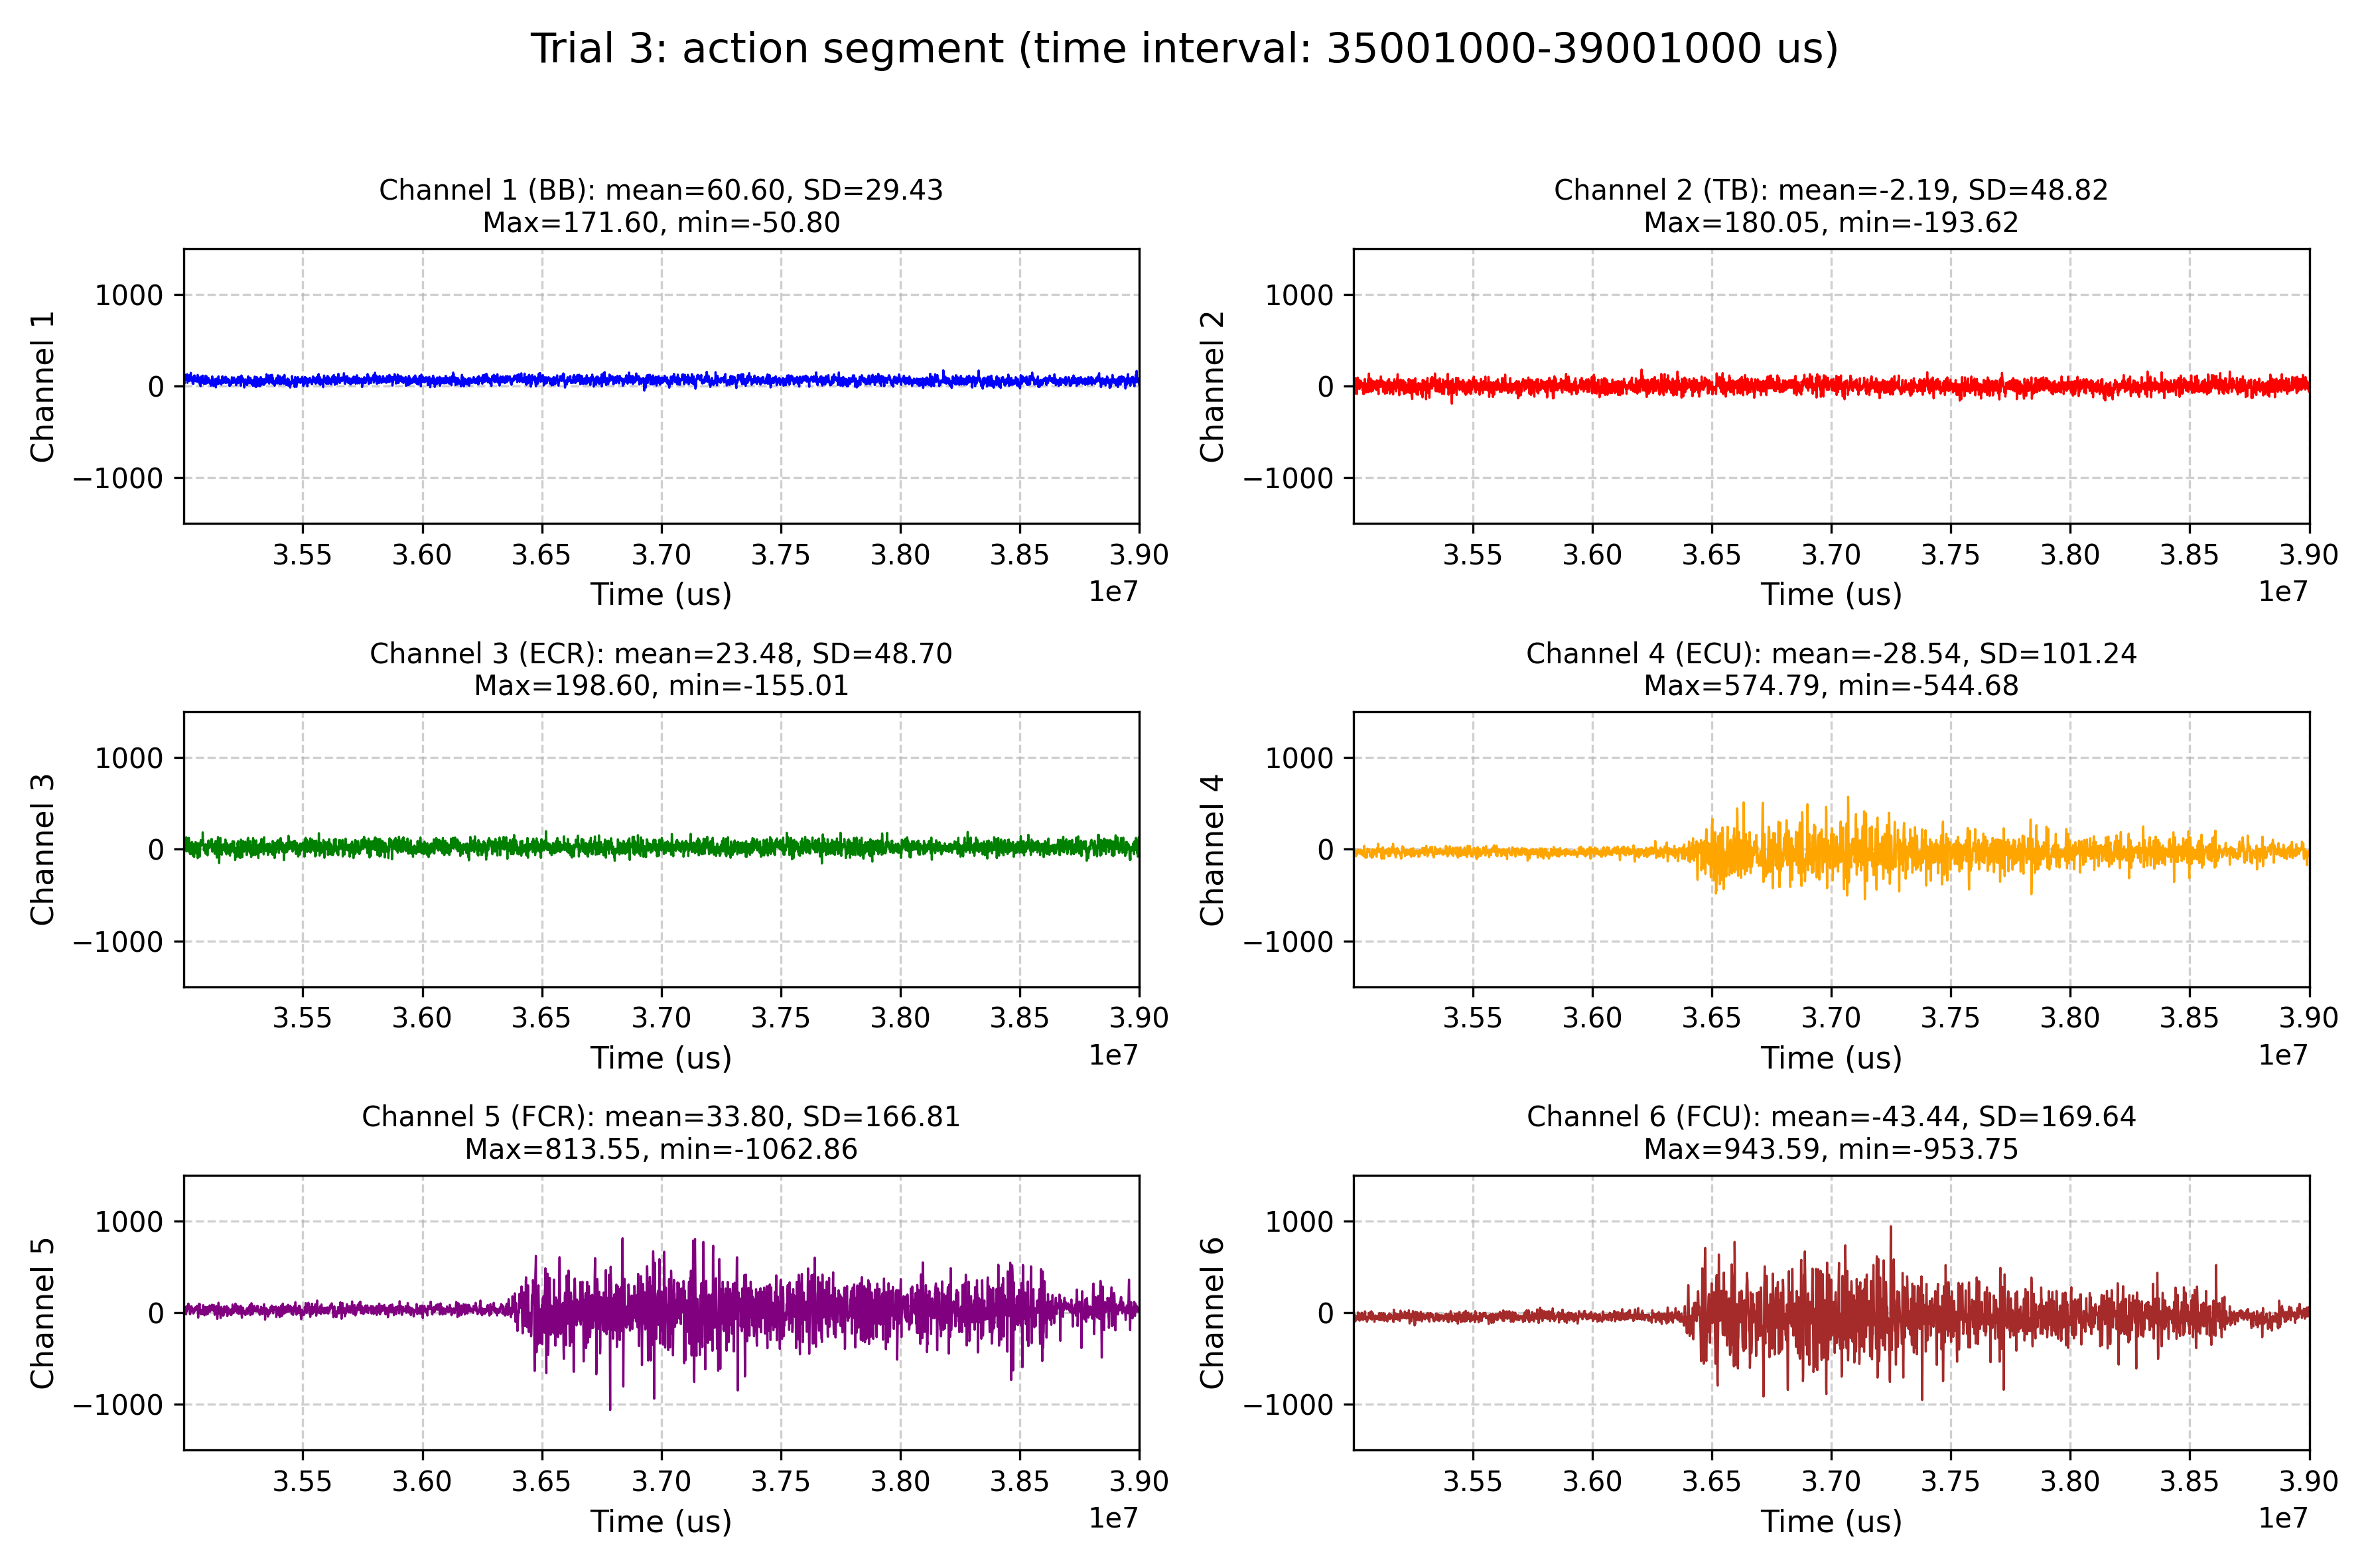 Trial 3: action segment (time interval: 35001000-39001000 us)
Channel 1 (BB): mean=60.60, SD=29.43
Max=171.60, min=-50.80
1000
0
−1000
Channel 1
3.55 3.60 3.65 3.70 3.75 3.80 3.85 3.90
1e7
Time (us)
Channel 2 (TB): mean=-2.19, SD=48.82
Max=180.05, min=-193.62
1000
0
−1000
Channel 2
3.55 3.60 3.65 3.70 3.75 3.80 3.85 3.90
1e7
Time (us)
Channel 3 (ECR): mean=23.48, SD=48.70
Max=198.60, min=-155.01
1000
0
−1000
Channel 3
3.55 3.60 3.65 3.70 3.75 3.80 3.85 3.90
1e7
Time (us)
Channel 4 (ECU): mean=-28.54, SD=101.24
Max=574.79, min=-544.68
1000
0
−1000
Channel 4
3.55 3.60 3.65 3.70 3.75 3.80 3.85 3.90
1e7
Time (us)
Channel 5 (FCR): mean=33.80, SD=166.81
Max=813.55, min=-1062.86
1000
0
−1000
Channel 5
3.55 3.60 3.65 3.70 3.75 3.80 3.85 3.90
1e7
Time (us)
Channel 6 (FCU): mean=-43.44, SD=169.64
Max=943.59, min=-953.75
1000
0
−1000
Channel 6
3.55 3.60 3.65 3.70 3.75 3.80 3.85 3.90
1e7
Time (us)